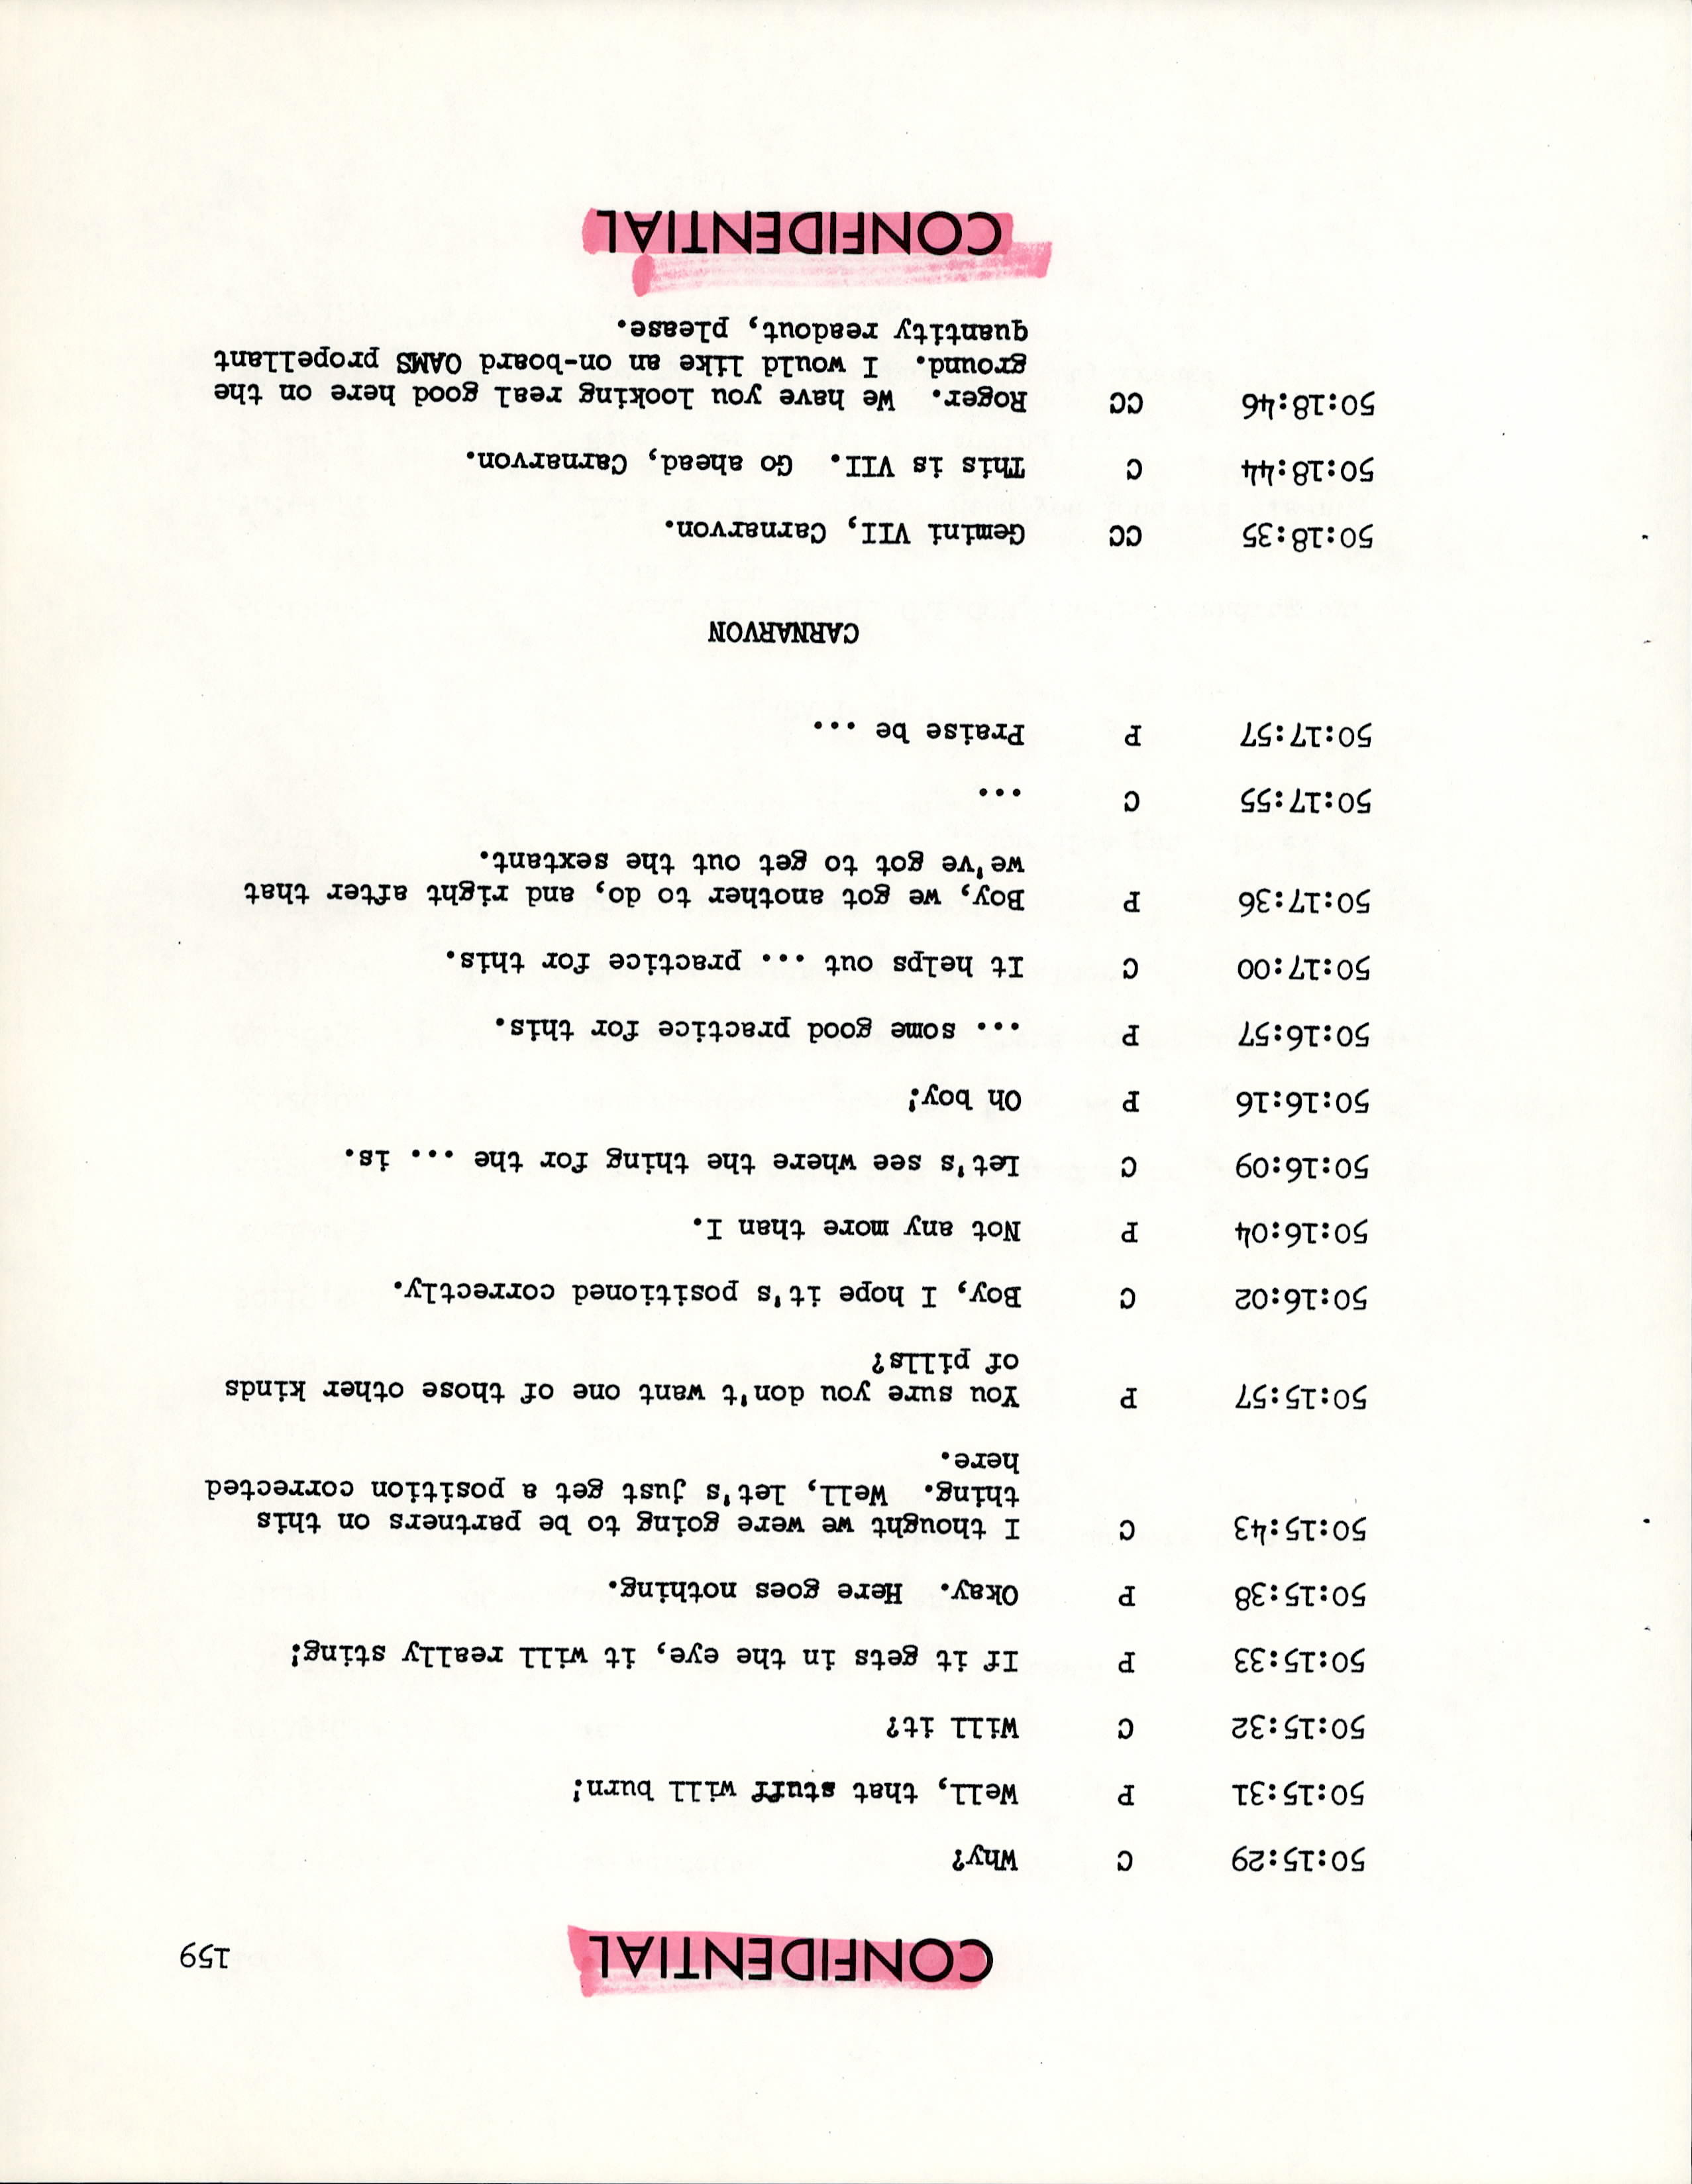 CONFIDENTIAL
159
50:15:29 C Why?
50:15:31 P Well, that stuff will burn!
50:15:32 C Will it?
50:15:33 P If it gets in the eye, it will really sting!
50:15:38 P Okay. Here goes nothing.
50:15:43 C I thought we were going to be partners on this
thing. Well, let's just get a position corrected
here.
50:15:57 P You sure you don't want one of those other kinds
of pills?
50:16:02 C Boy, I hope it's positioned correctly.
50:16:04 P Not any more than I.
50:16:09 C Let's see where the thing for the ... is.
50:16:16 P Oh boy!
50:16:57 P ... some good practice for this.
50:17:00 C It helps out ... practice for this.
50:17:36 P Boy, we got another to do, and right after that
we've got to get out the sextant.
50:17:55 C ...
50:17:57 P Praise be ...
CARNARVON
50:18:35 CC Gemini VII, Carnarvon.
50:18:44 C This is VII. Go ahead, Carnarvon.
50:18:46 CC Roger. We have you looking real good here on the
ground. I would like an on-board OAMS propellant
quantity readout, please.
CONFIDENTIAL